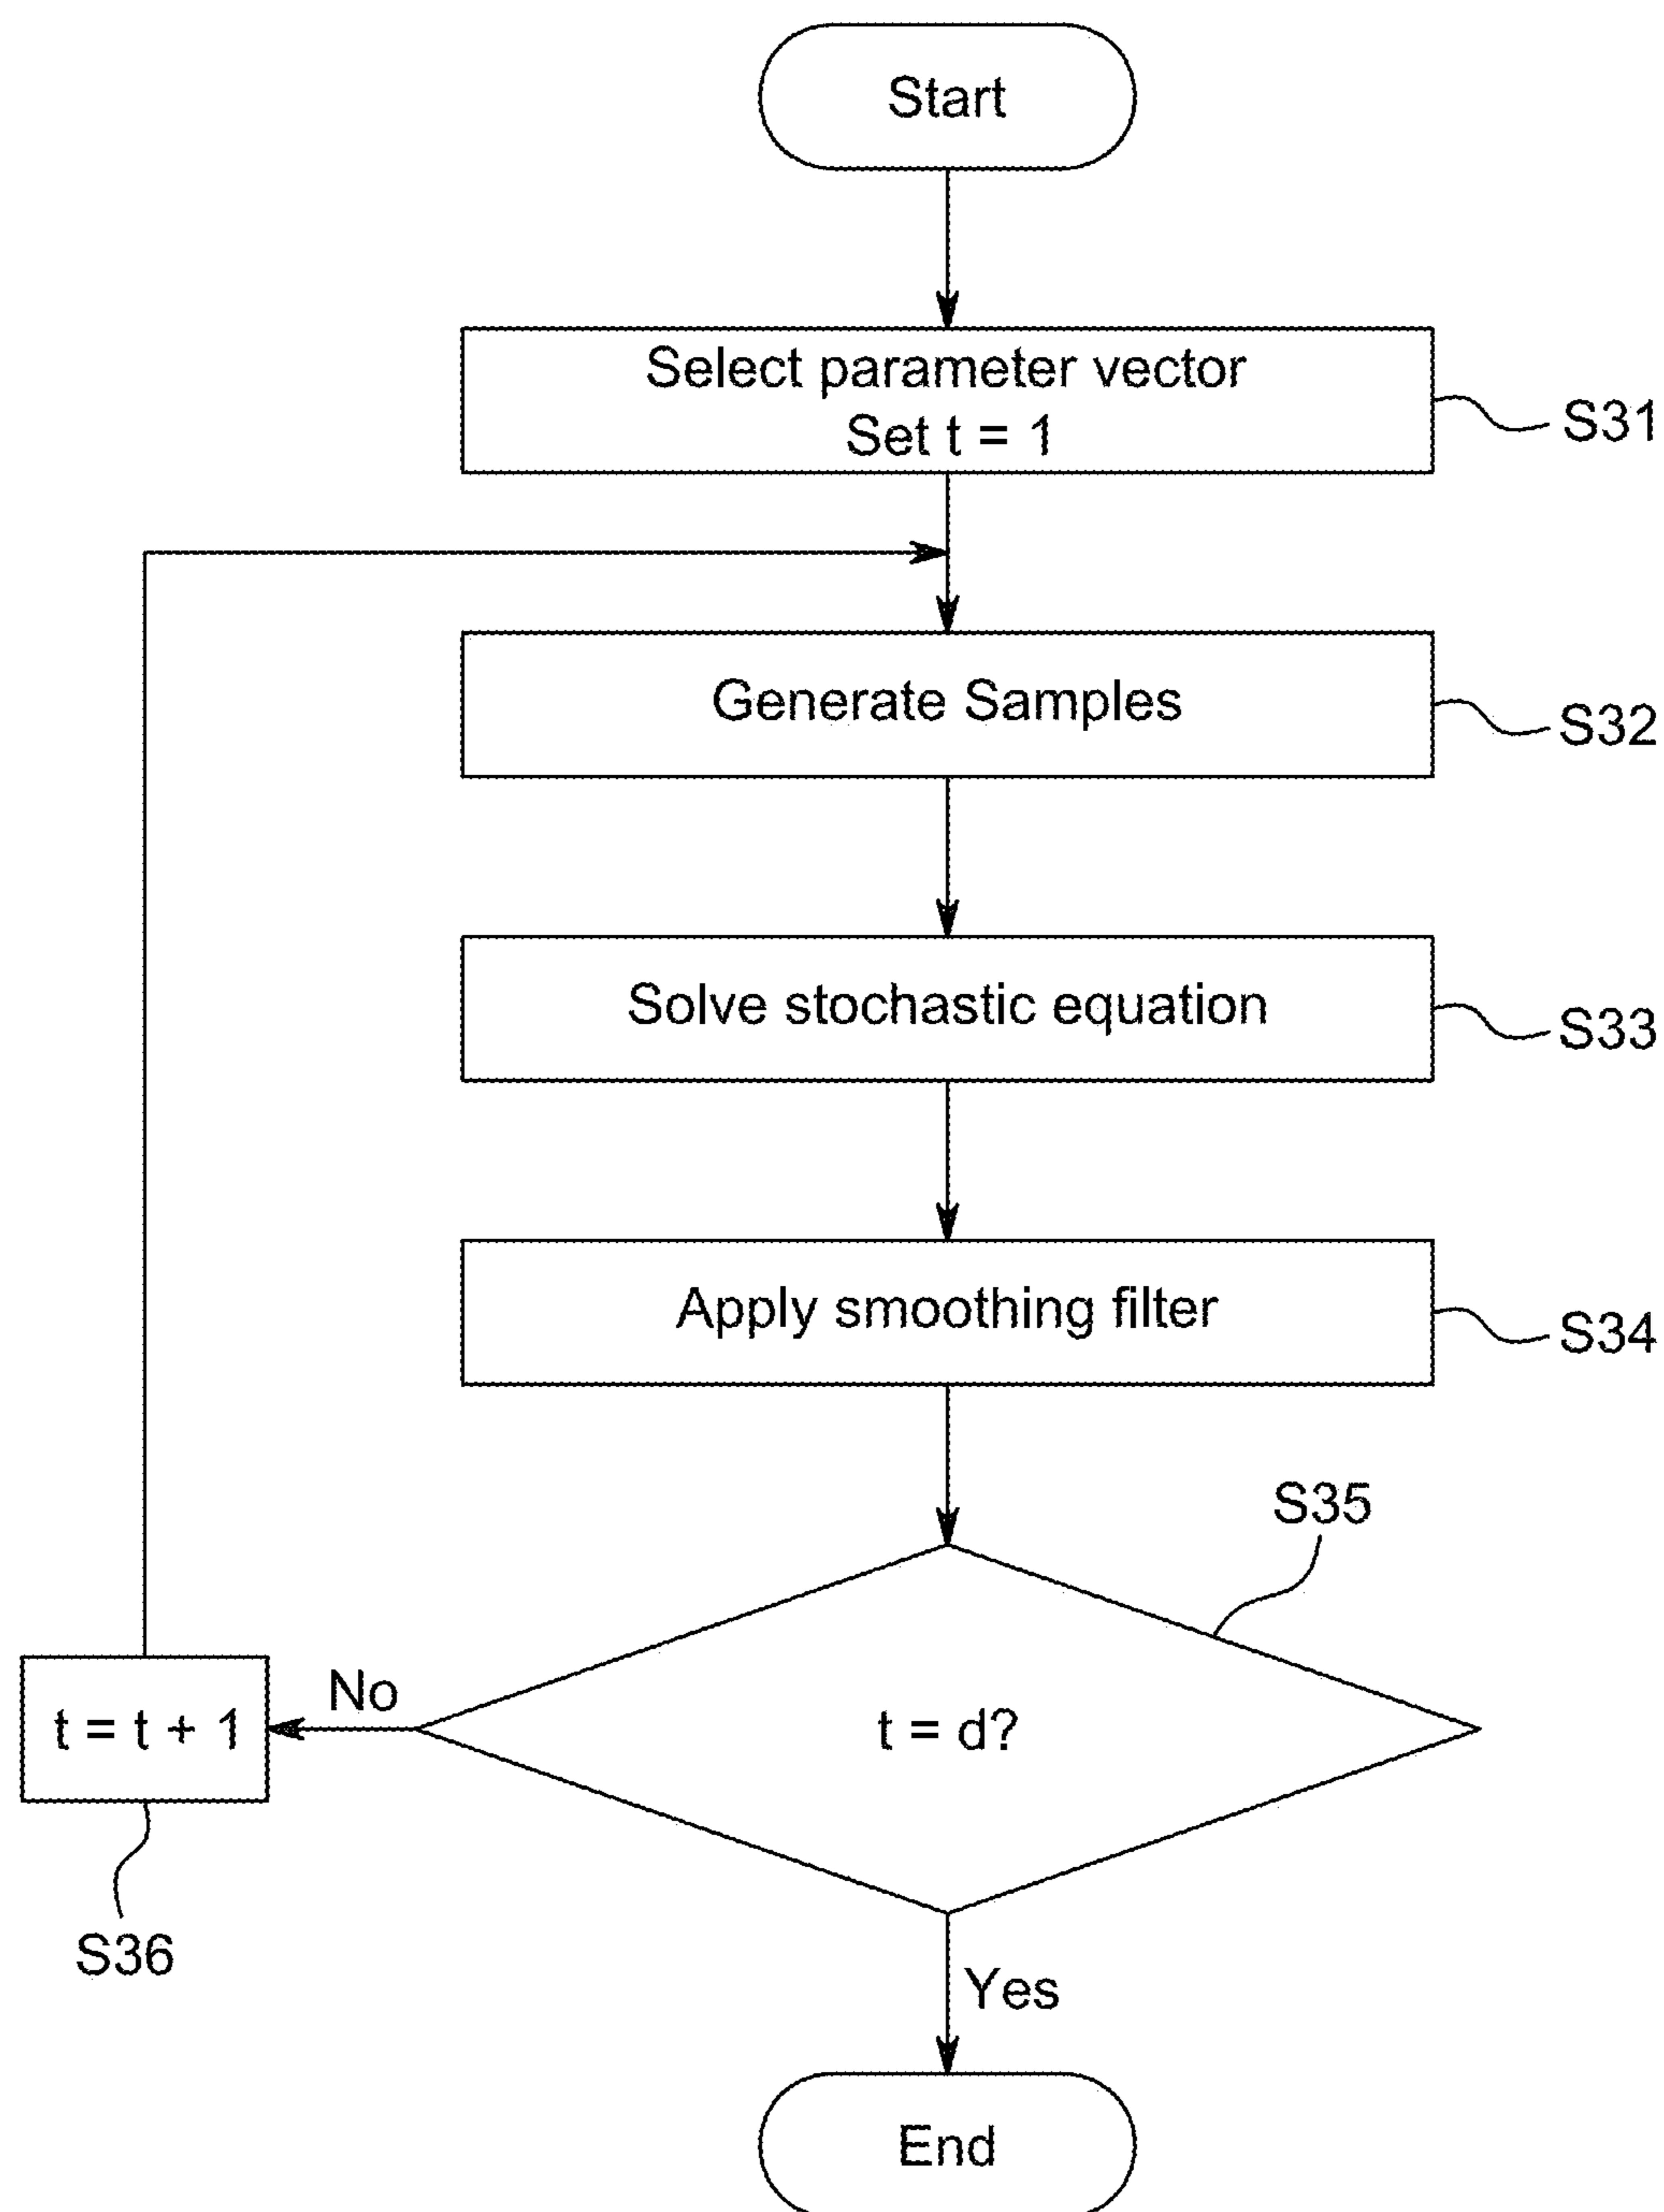 Start
Select parameter vector
Set t = 1
S31
Generate Samples
S32
Solve stochastic equation
S33
Apply smoothing filter
S34
S35
t = d?
No
t = t + 1
S36
Yes
End